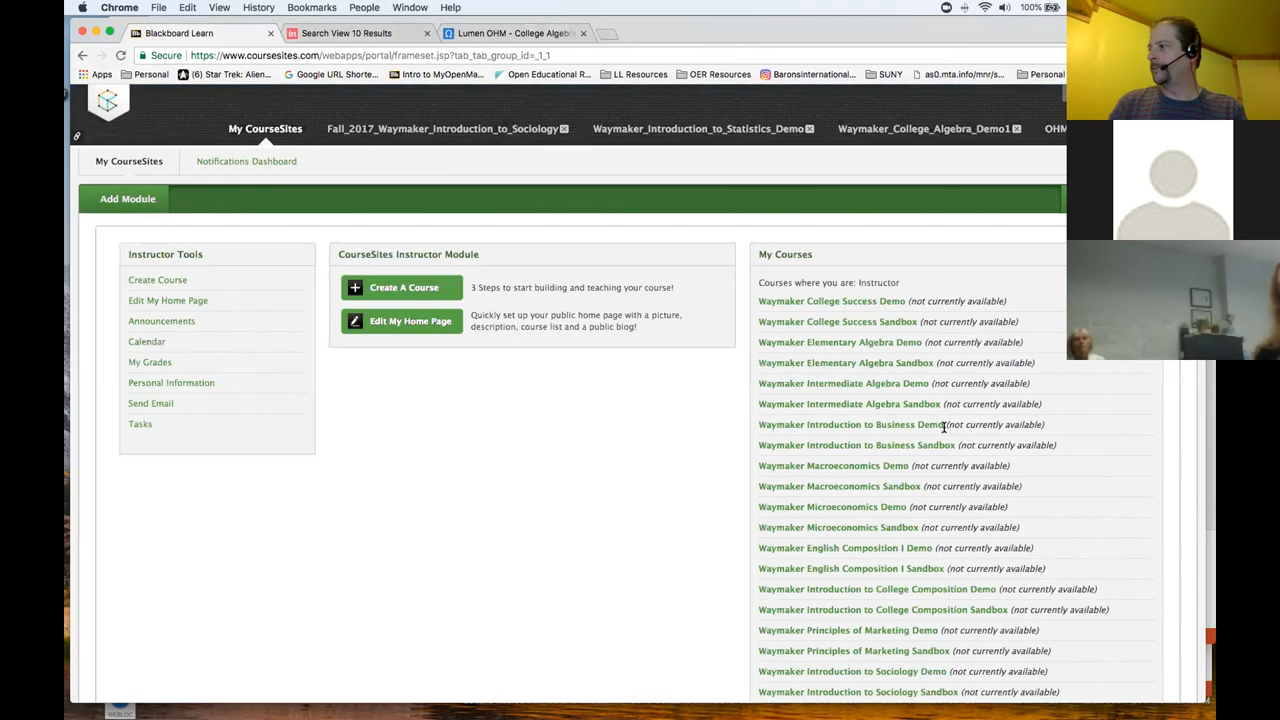 Chrome File Edit View History Bookmarks People Window Help 100%
Blackboard Learn Search View 10 Results Lumen OHM - College Algebra
Secure https://www.coursesites.com/webapps/portal/frameset.jsp?tab_tab_group_id=_1_1
Apps Personal (6) Star Trek: Alien... Google URL Shorte... Intro to MyOpenMa... Open Educational R... LL Resources OER Resources BaronsInternational SUNY as0.mta.info/mnr/s... Personal
My CourseSites Fall_2017_Waymaker_Introduction_to_Sociology Waymaker_Introduction_to_Statistics_Demo Waymaker_College_Algebra_Demo1 OHM
My CourseSites Notifications Dashboard
Add Module
Instructor Tools
Create Course
Edit My Home Page
Announcements
Calendar
My Grades
Personal Information
Send Email
Tasks
CourseSites Instructor Module
Create A Course 3 Steps to start building and teaching your course!
Edit My Home Page Quickly set up your public home page with a picture,
description, course list and a public blog!
My Courses
Courses where you are: Instructor
Waymaker College Success Demo (not currently available)
Waymaker College Success Sandbox (not currently available)
Waymaker Elementary Algebra Demo (not currently available)
Waymaker Elementary Algebra Sandbox (not currently available)
Waymaker Intermediate Algebra Demo (not currently available)
Waymaker Intermediate Algebra Sandbox (not currently available)
Waymaker Introduction to Business Demo (not currently available)
Waymaker Introduction to Business Sandbox (not currently available)
Waymaker Macroeconomics Demo (not currently available)
Waymaker Macroeconomics Sandbox (not currently available)
Waymaker Microeconomics Demo (not currently available)
Waymaker Microeconomics Sandbox (not currently available)
Waymaker English Composition I Demo (not currently available)
Waymaker English Composition I Sandbox (not currently available)
Waymaker Introduction to College Composition Demo (not currently available)
Waymaker Introduction to College Composition Sandbox (not currently available)
Waymaker Principles of Marketing Demo (not currently available)
Waymaker Principles of Marketing Sandbox (not currently available)
Waymaker Introduction to Sociology Demo (not currently available)
Waymaker Introduction to Sociology Sandbox (not currently available)
WEBLOC